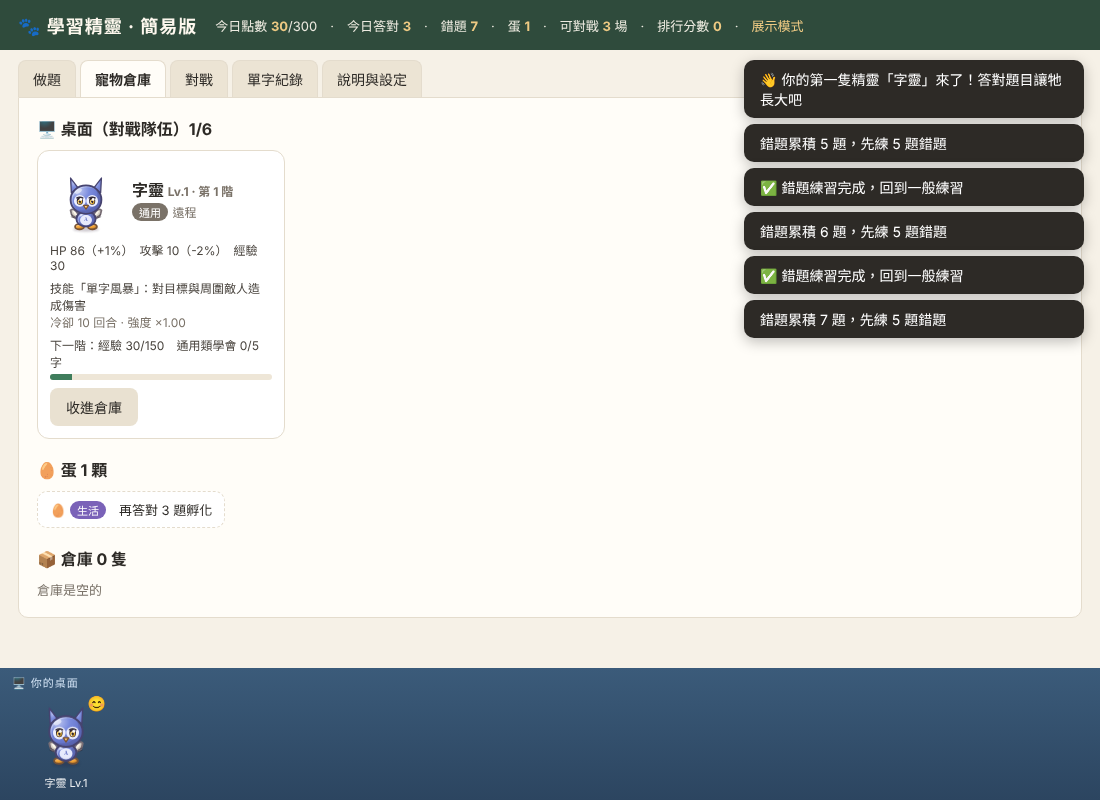 🐾 學習精靈 · 簡易版 今日點數 30/300 · 今日答對 3 · 錯題 7 · 蛋 1 · 可對戰 3 場 · 排行分數 0 · 展示模式
做題 寵物倉庫 對戰 單字紀錄 說明與設定
👋 你的第一隻精靈「字靈」來了！答對題目讓牠
長大吧
錯題累積 5 題，先練 5 題錯題
✅ 錯題練習完成，回到一般練習
錯題累積 6 題，先練 5 題錯題
✅ 錯題練習完成，回到一般練習
錯題累積 7 題，先練 5 題錯題
🖥️ 桌面（對戰隊伍）1/6
字靈 Lv.1 · 第 1 階
通用 遠程
HP 86（+1%） 攻擊 10（-2%） 經驗
30
技能「單字風暴」：對目標與周圍敵人造
成傷害
冷卻 10 回合 · 強度 ×1.00
下一階：經驗 30/150 通用類學會 0/5
字
收進倉庫
🥚 蛋 1 顆
🥚 生活 再答對 3 題孵化
📦 倉庫 0 隻
倉庫是空的
🖥️ 你的桌面
字靈 Lv.1